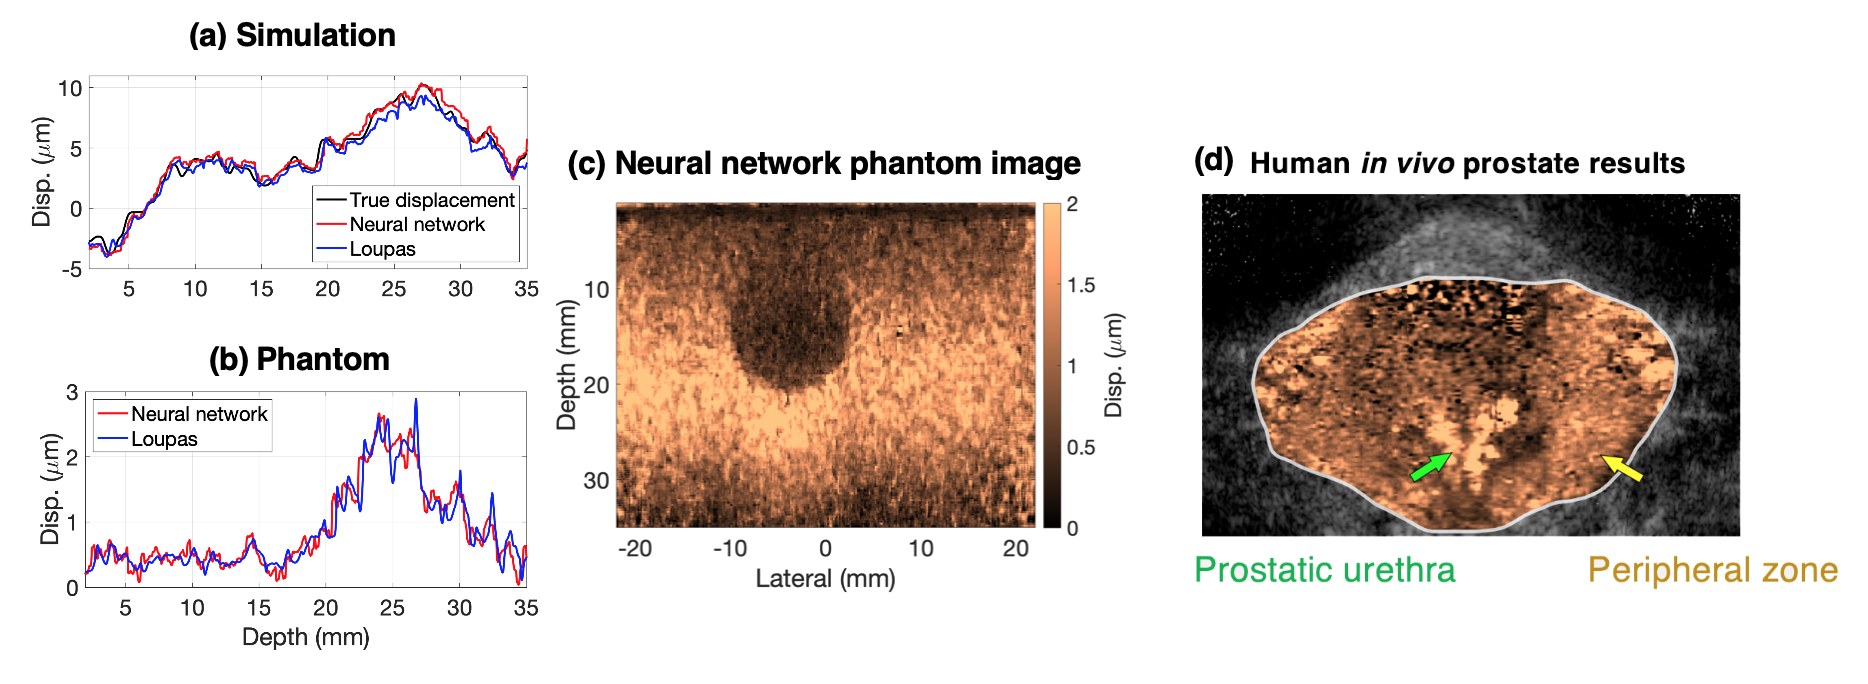 (a) Simulation
10
5
0
-5
Disp. (μm)
True displacement
Neural network
Loupas
5 10 15 20 25 30 35
(b) Phantom
3
2
1
0
Disp. (μm)
Neural network
Loupas
5 10 15 20 25 30 35
Depth (mm)
(c) Neural network phantom image
10
20
30
Depth (mm)
-20 -10 0 10 20
Lateral (mm)
2
1.5
1
0.5
0
Disp. (μm)
(d) Human in vivo prostate results
Prostatic urethra
Peripheral zone